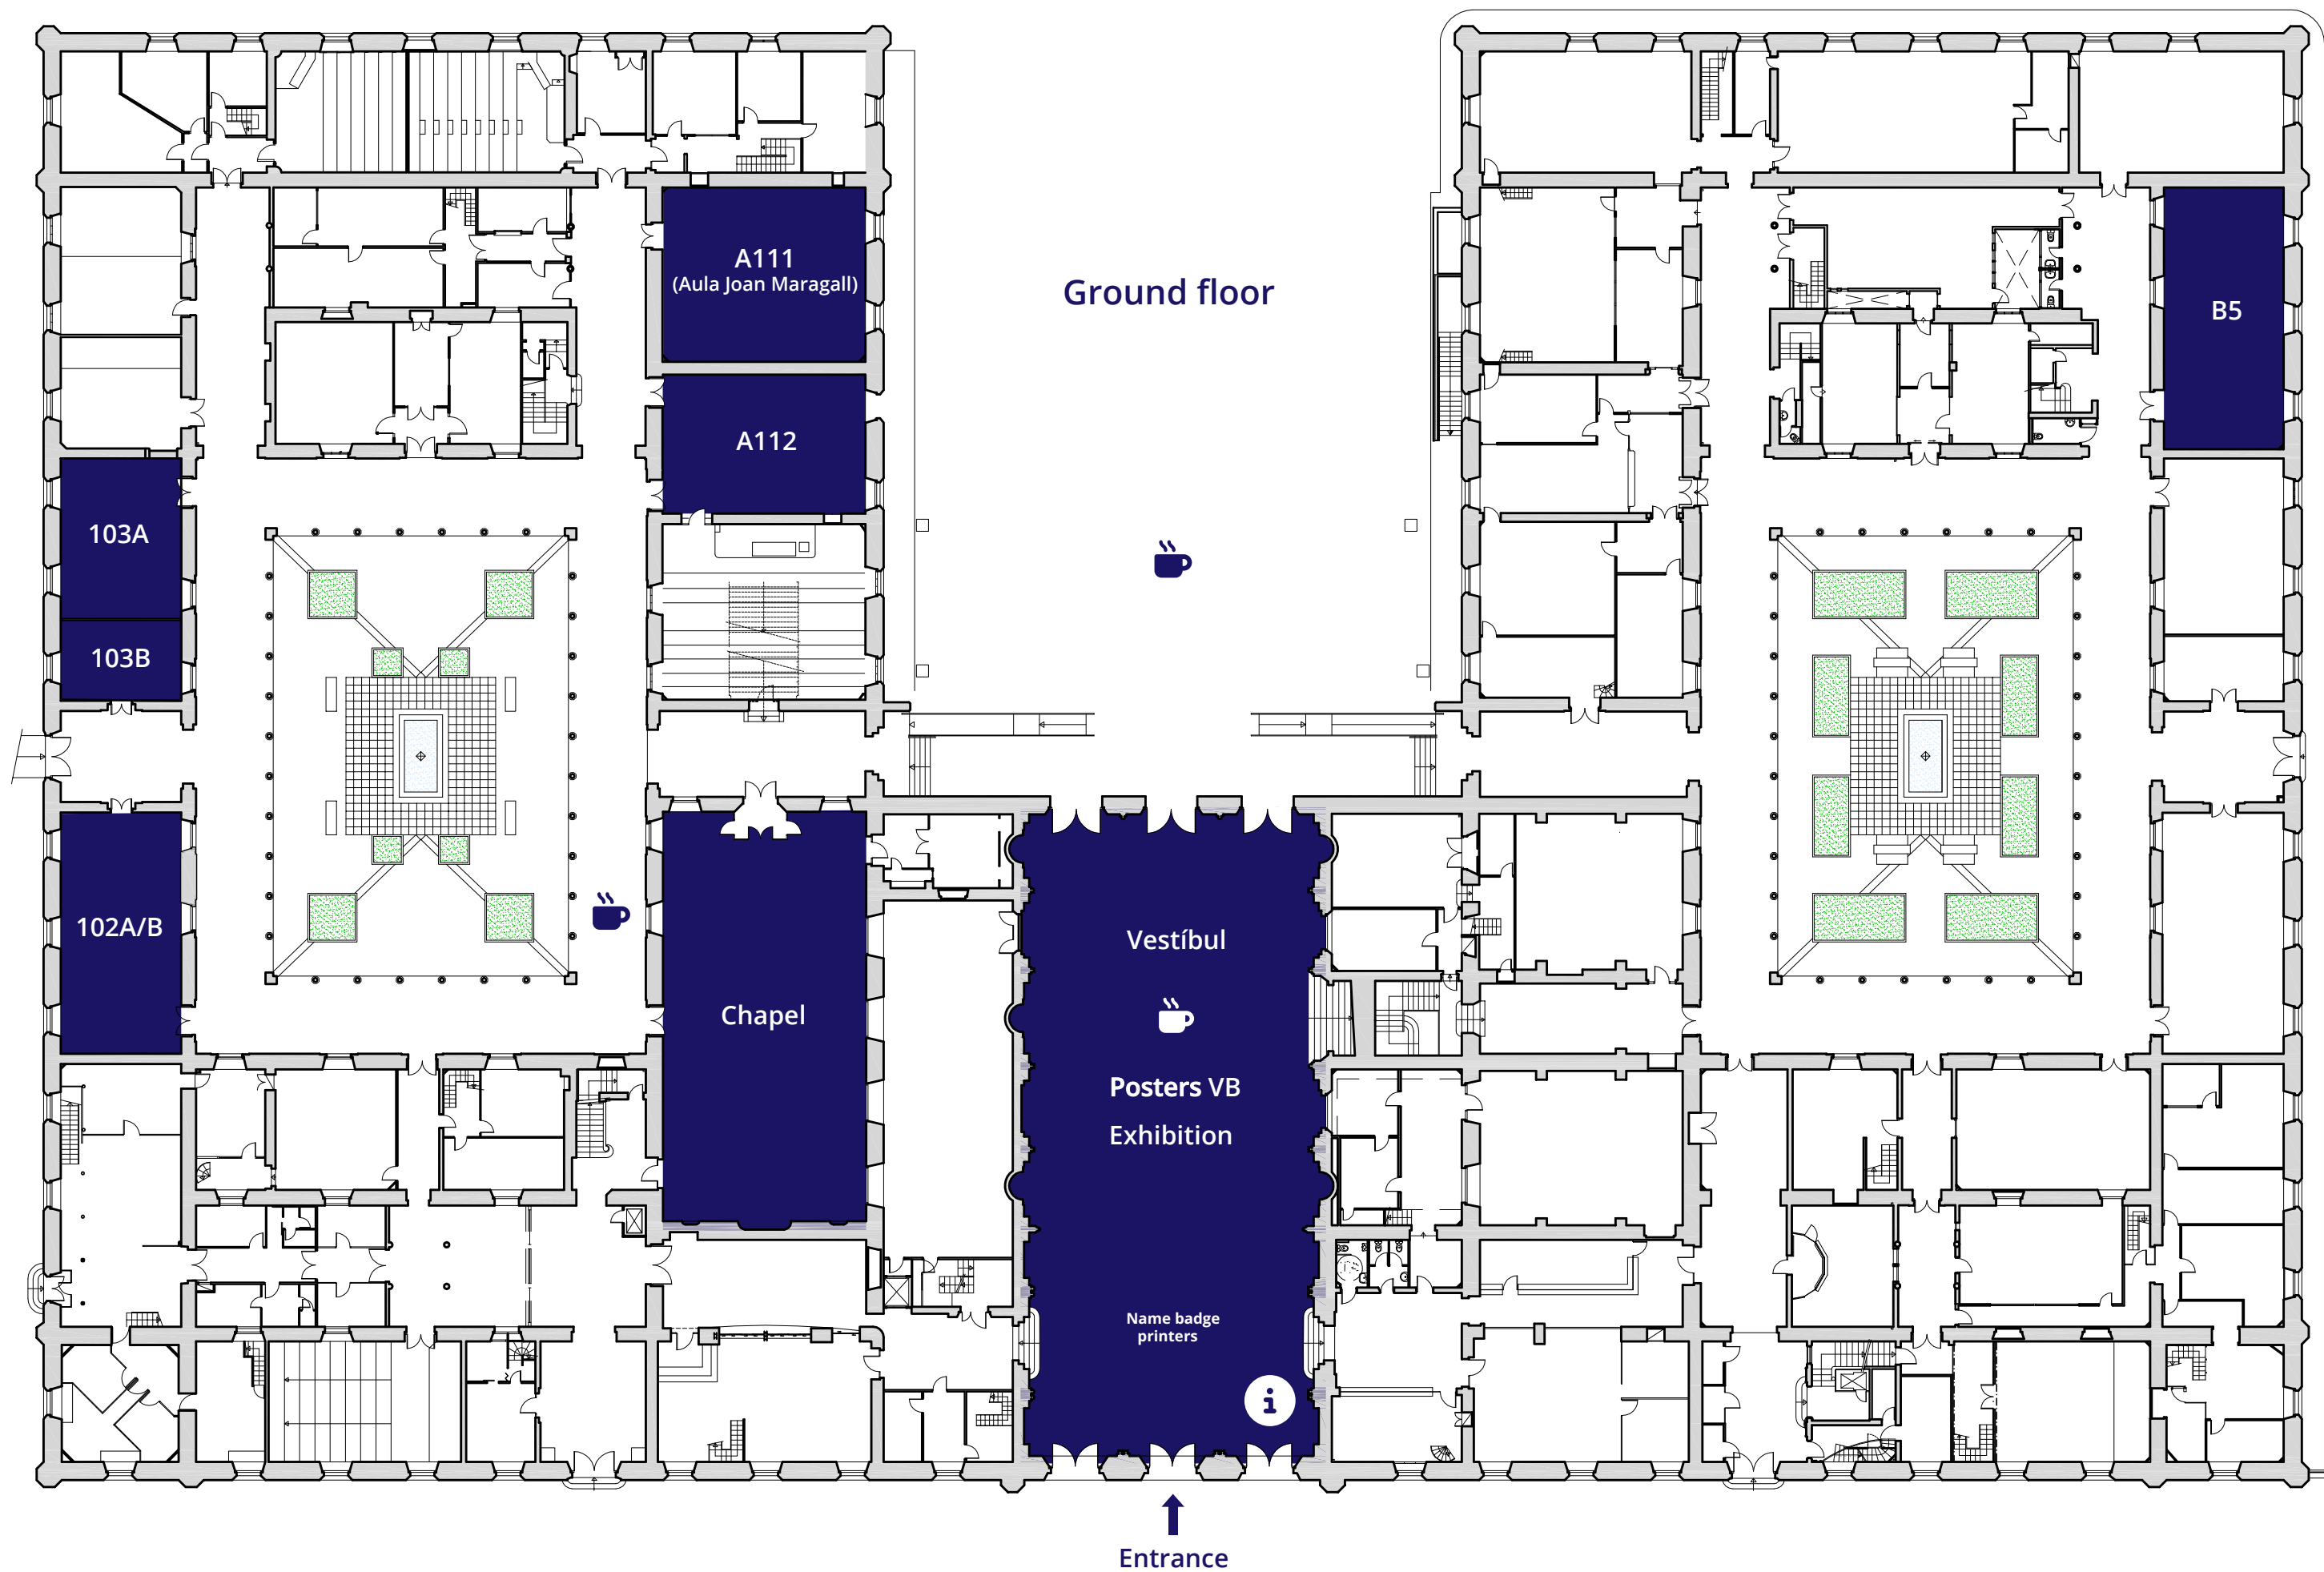 A111
(Aula Joan Maragall)
Ground floor
B5
A112
103A
103B
102A/B
Vestíbul
Chapel
Posters VB
Exhibition
Name badge
printers
i
Entrance